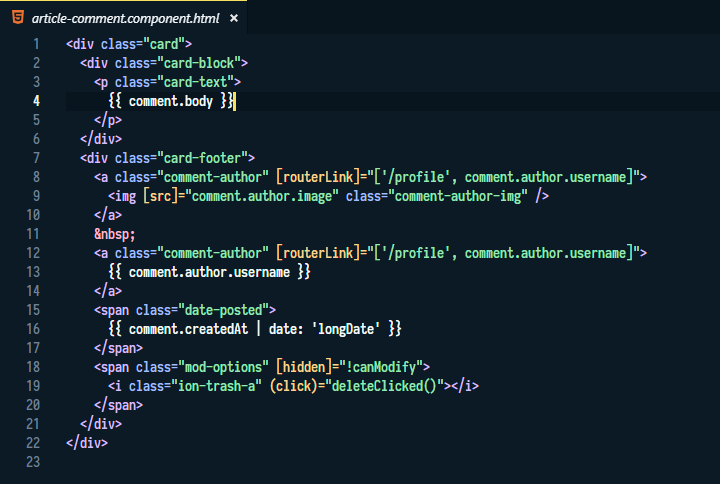 article-comment.component.html ×
1 <div class="card">
2 <div class="card-block">
3 <p class="card-text">
4 {{ comment.body }}
5 </p>
6 </div>
7 <div class="card-footer">
8 <a class="comment-author" [routerLink]="['/profile', comment.author.username]">
9 <img [src]="comment.author.image" class="comment-author-img" />
10 </a>
11 &nbsp;
12 <a class="comment-author" [routerLink]="['/profile', comment.author.username]">
13 {{ comment.author.username }}
14 </a>
15 <span class="date-posted">
16 {{ comment.createdAt | date: 'longDate' }}
17 </span>
18 <span class="mod-options" [hidden]="!canModify">
19 <i class="ion-trash-a" (click)="deleteClicked()"></i>
20 </span>
21 </div>
22 </div>
23